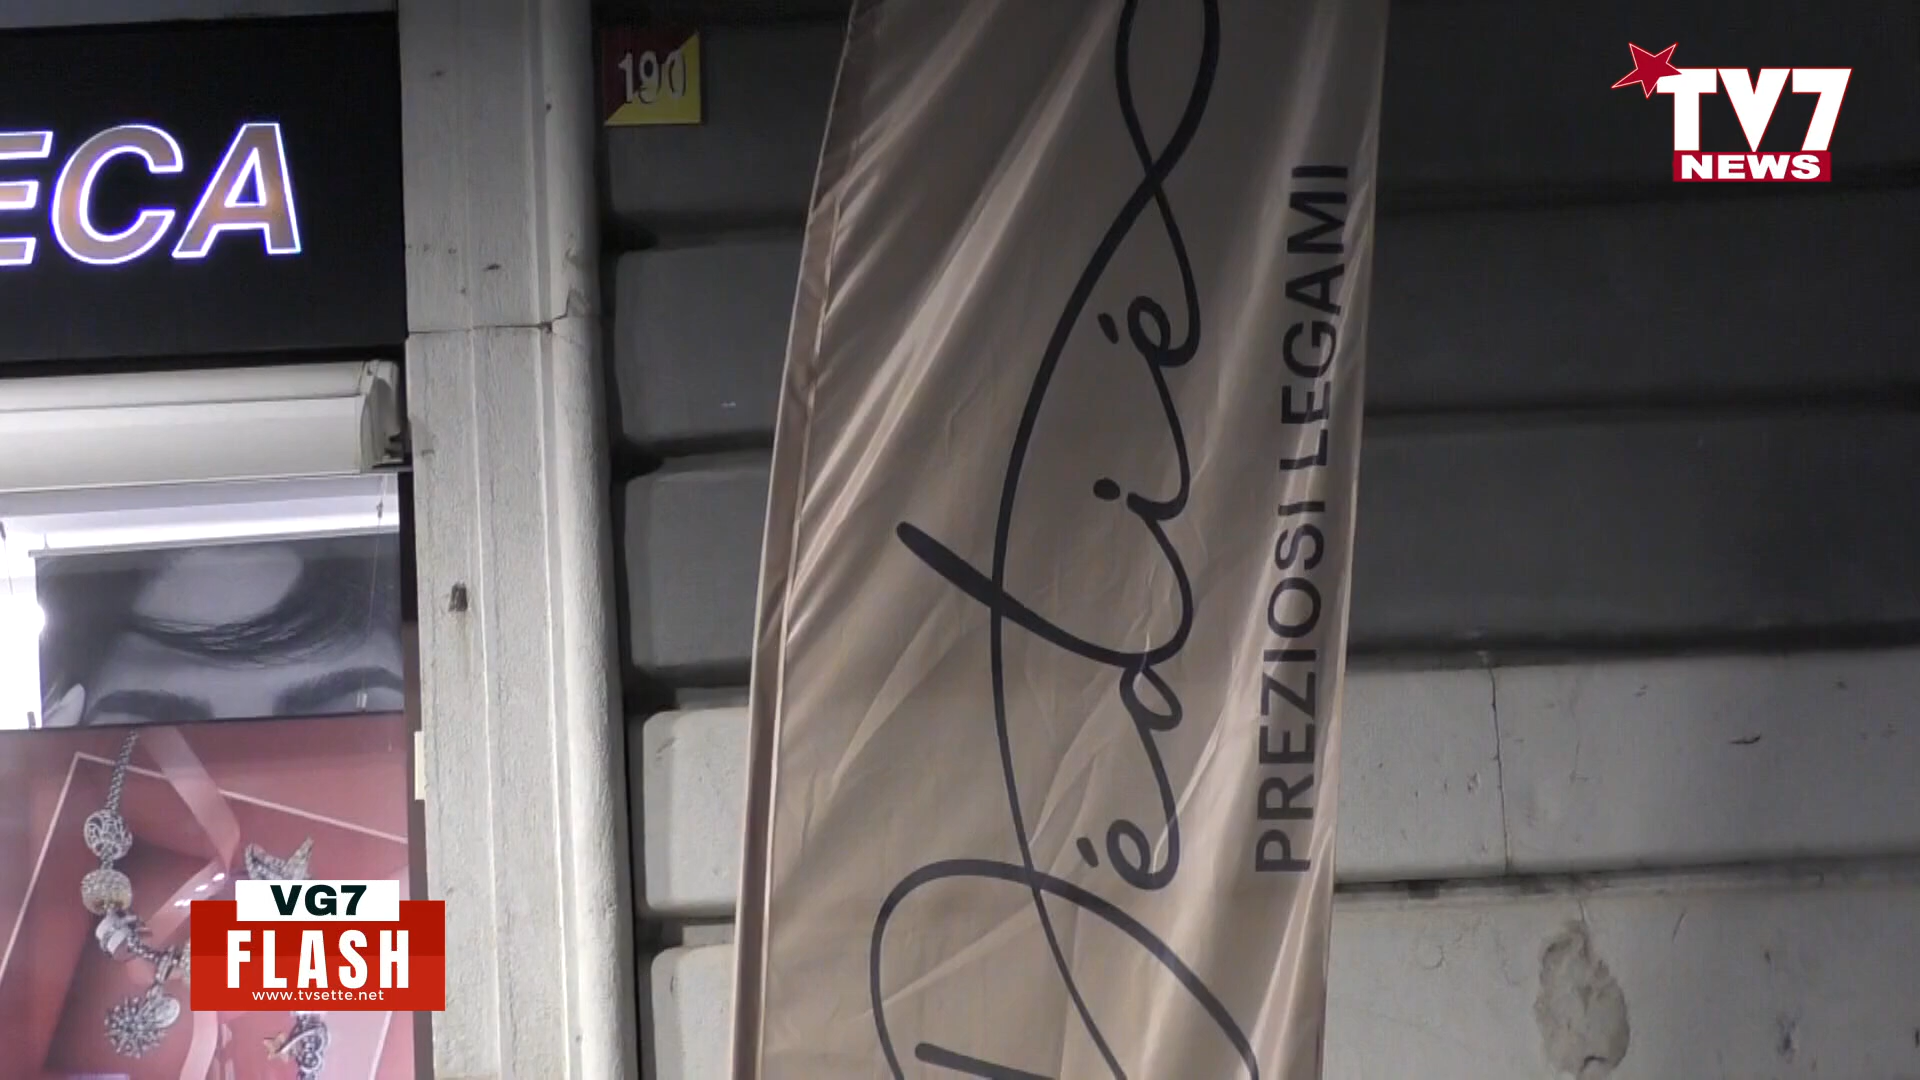 ECA
190
TV7
NEWS
PREZIOSI LEGAMI
VG7
FLASH
www.tvsette.net